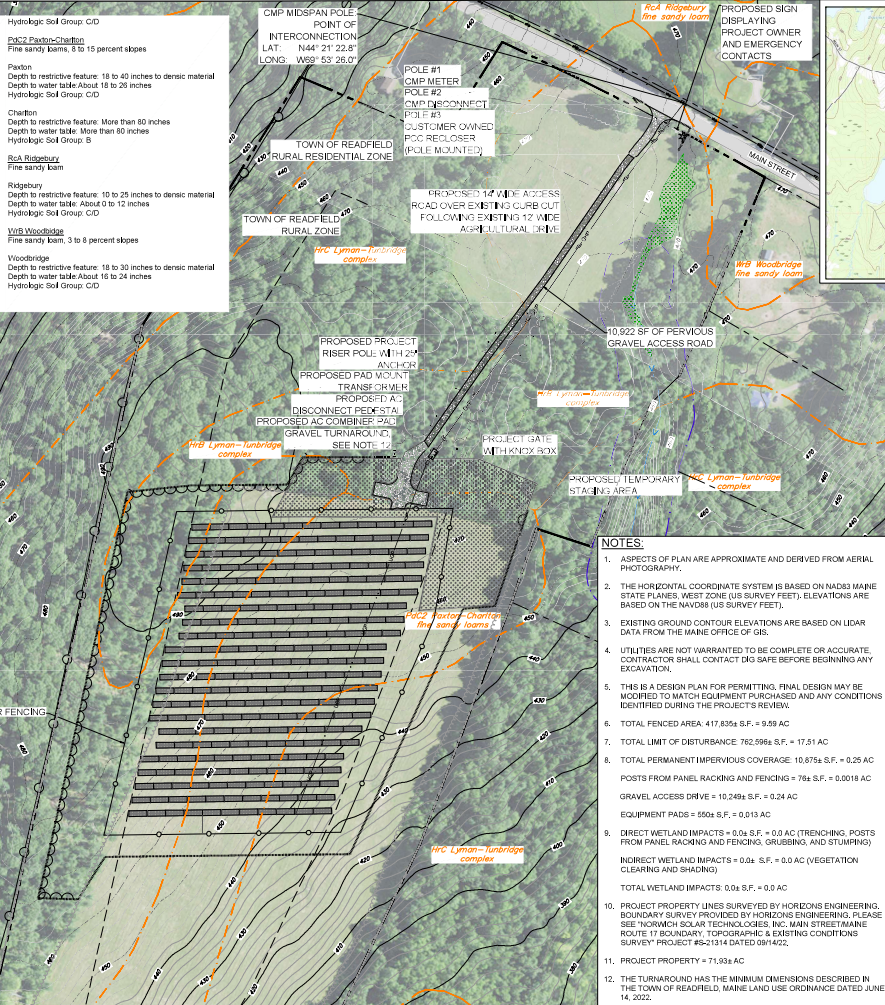 Hydrologic Soil Group: C/D
PdC2 Paxton-Charlton
Fine sandy loams, 8 to 15 percent slopes
Paxton
Depth to restrictive feature: 18 to 40 inches to densic material
Depth to water table: About 18 to 26 inches
Hydrologic Soil Group: C/D
Charlton
Depth to restrictive feature: More than 80 inches
Depth to water table: More than 80 inches
Hydrologic Soil Group: B
RcA Ridgebury
Fine sandy loam
Ridgebury
Depth to restrictive feature: 10 to 25 inches to densic material
Depth to water table: About 0 to 12 inches
Hydrologic Soil Group: C/D
WrB Woodbridge
Fine sandy loam, 3 to 8 percent slopes
Woodbridge
Depth to restrictive feature: 18 to 30 inches to densic material
Depth to water table: About 16 to 24 inches
Hydrologic Soil Group: C/D
CMP MIDSPAN POLE:
POINT OF
INTERCONNECTION
LAT: N44° 21' 22.8"
LONG: W69° 53' 26.0"
POLE #1
CMP METER
POLE #2
CMP DISCONNECT
POLE #3
CUSTOMER OWNED
PCC RECLOSER
(POLE MOUNTED)
RcA Ridgebury
fine sandy loam
PROPOSED SIGN
DISPLAYING
PROJECT OWNER
AND EMERGENCY
CONTACTS
MAIN STREET
TOWN OF READFIELD
RURAL RESIDENTIAL ZONE
TOWN OF READFIELD
RURAL ZONE
PROPOSED 14' WIDE ACCESS
ROAD OVER EXISTING CURB CUT
FOLLOWING EXISTING 12' WIDE
AGRICULTURAL DRIVE
HrC Lyman-Tunbridge
complex
WrB Woodbridge
fine sandy loam
10,922 SF OF PERVIOUS
GRAVEL ACCESS ROAD
PROPOSED PROJECT
RISER POLE WITH 25'
ANCHOR
PROPOSED PAD MOUNT
TRANSFORMER
PROPOSED AC
DISCONNECT PEDESTAL
PROPOSED AC COMBINER PAD
GRAVEL TURNAROUND,
SEE NOTE 12
HrB Lyman-Tunbridge
complex
HrB Lyman-Tunbridge
complex
PROJECT GATE
WITH KNOX BOX
PROPOSED TEMPORARY
STAGING AREA
HrC Lyman-Tunbridge
complex
PdC2 Paxton-Charlton
fine sandy loams
R FENCING
HrC Lyman-Tunbridge
complex
NOTES:
1. ASPECTS OF PLAN ARE APPROXIMATE AND DERIVED FROM AERIAL
PHOTOGRAPHY.
2. THE HORIZONTAL COORDINATE SYSTEM IS BASED ON NAD83 MAINE
STATE PLANES, WEST ZONE (US SURVEY FEET). ELEVATIONS ARE
BASED ON THE NAVD88 (US SURVEY FEET).
3. EXISTING GROUND CONTOUR ELEVATIONS ARE BASED ON LIDAR
DATA FROM THE MAINE OFFICE OF GIS.
4. UTILITIES ARE NOT WARRANTED TO BE COMPLETE OR ACCURATE,
CONTRACTOR SHALL CONTACT DIG SAFE BEFORE BEGINNING ANY
EXCAVATION.
5. THIS IS A DESIGN PLAN FOR PERMITTING. FINAL DESIGN MAY BE
MODIFIED TO MATCH EQUIPMENT PURCHASED AND ANY CONDITIONS
IDENTIFIED DURING THE PROJECT'S REVIEW.
6. TOTAL FENCED AREA: 417,835± S.F. = 9.59 AC
7. TOTAL LIMIT OF DISTURBANCE: 762,596± S.F. = 17.51 AC
8. TOTAL PERMANENT IMPERVIOUS COVERAGE: 10,875± S.F. = 0.25 AC
POSTS FROM PANEL RACKING AND FENCING = 76± S.F. = 0.0018 AC
GRAVEL ACCESS DRIVE = 10,249± S.F. = 0.24 AC
EQUIPMENT PADS = 550± S.F. = 0.013 AC
9. DIRECT WETLAND IMPACTS = 0.0± S.F. = 0.0 AC (TRENCHING, POSTS
FROM PANEL RACKING AND FENCING, GRUBBING, AND STUMPING)
INDIRECT WETLAND IMPACTS = 0.0± S.F. = 0.0 AC (VEGETATION
CLEARING AND SHADING)
TOTAL WETLAND IMPACTS: 0.0± S.F. = 0.0 AC
10. PROJECT PROPERTY LINES SURVEYED BY HORIZONS ENGINEERING.
BOUNDARY SURVEY PROVIDED BY HORIZONS ENGINEERING. PLEASE
SEE "NORWICH SOLAR TECHNOLOGIES, INC. MAIN STREET/MAINE
ROUTE 17 BOUNDARY, TOPOGRAPHIC & EXISTING CONDITIONS
SURVEY" PROJECT #S-21314 DATED 09/14/22.
11. PROJECT PROPERTY = 71.93± AC
12. THE TURNAROUND HAS THE MINIMUM DIMENSIONS DESCRIBED IN
THE TOWN OF READFIELD, MAINE LAND USE ORDINANCE DATED JUNE
14, 2022.